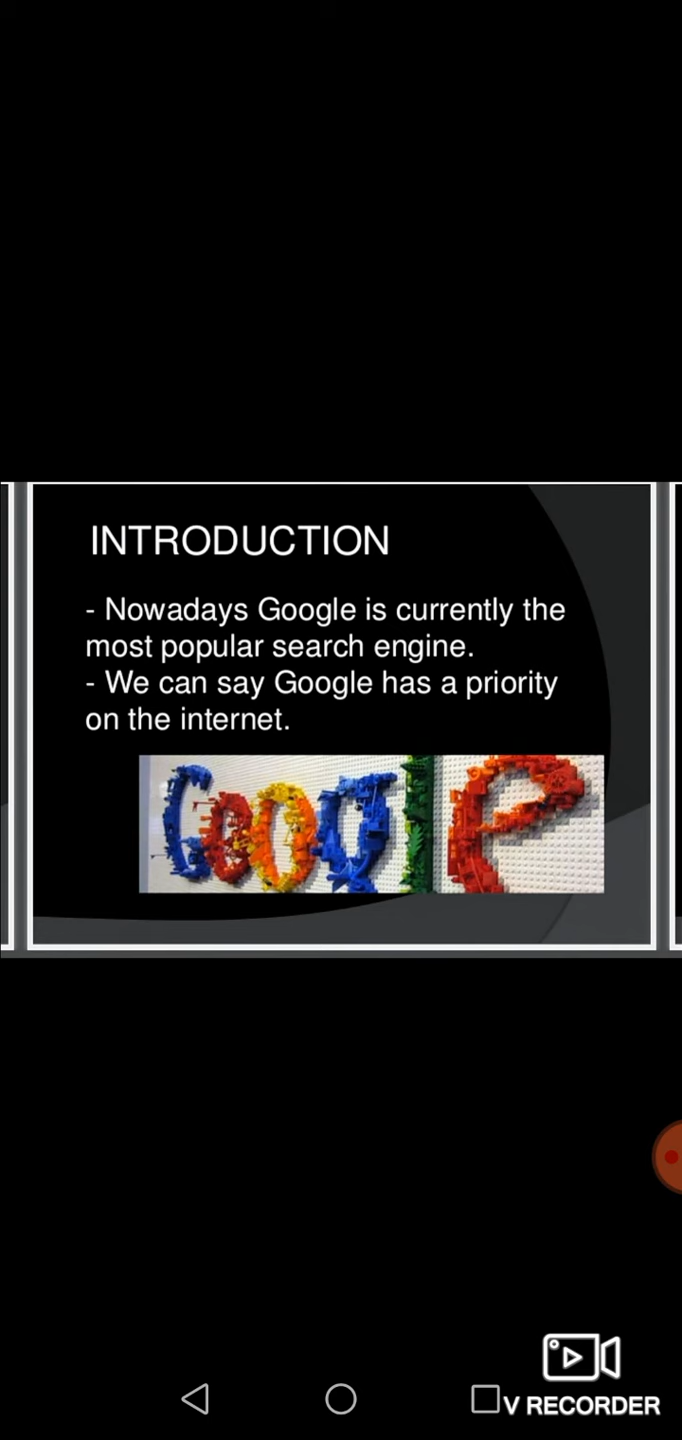 INTRODUCTION
- Nowadays Google is currently the
most popular search engine.
- We can say Google has a priority
on the internet.
Google
V RECORDER